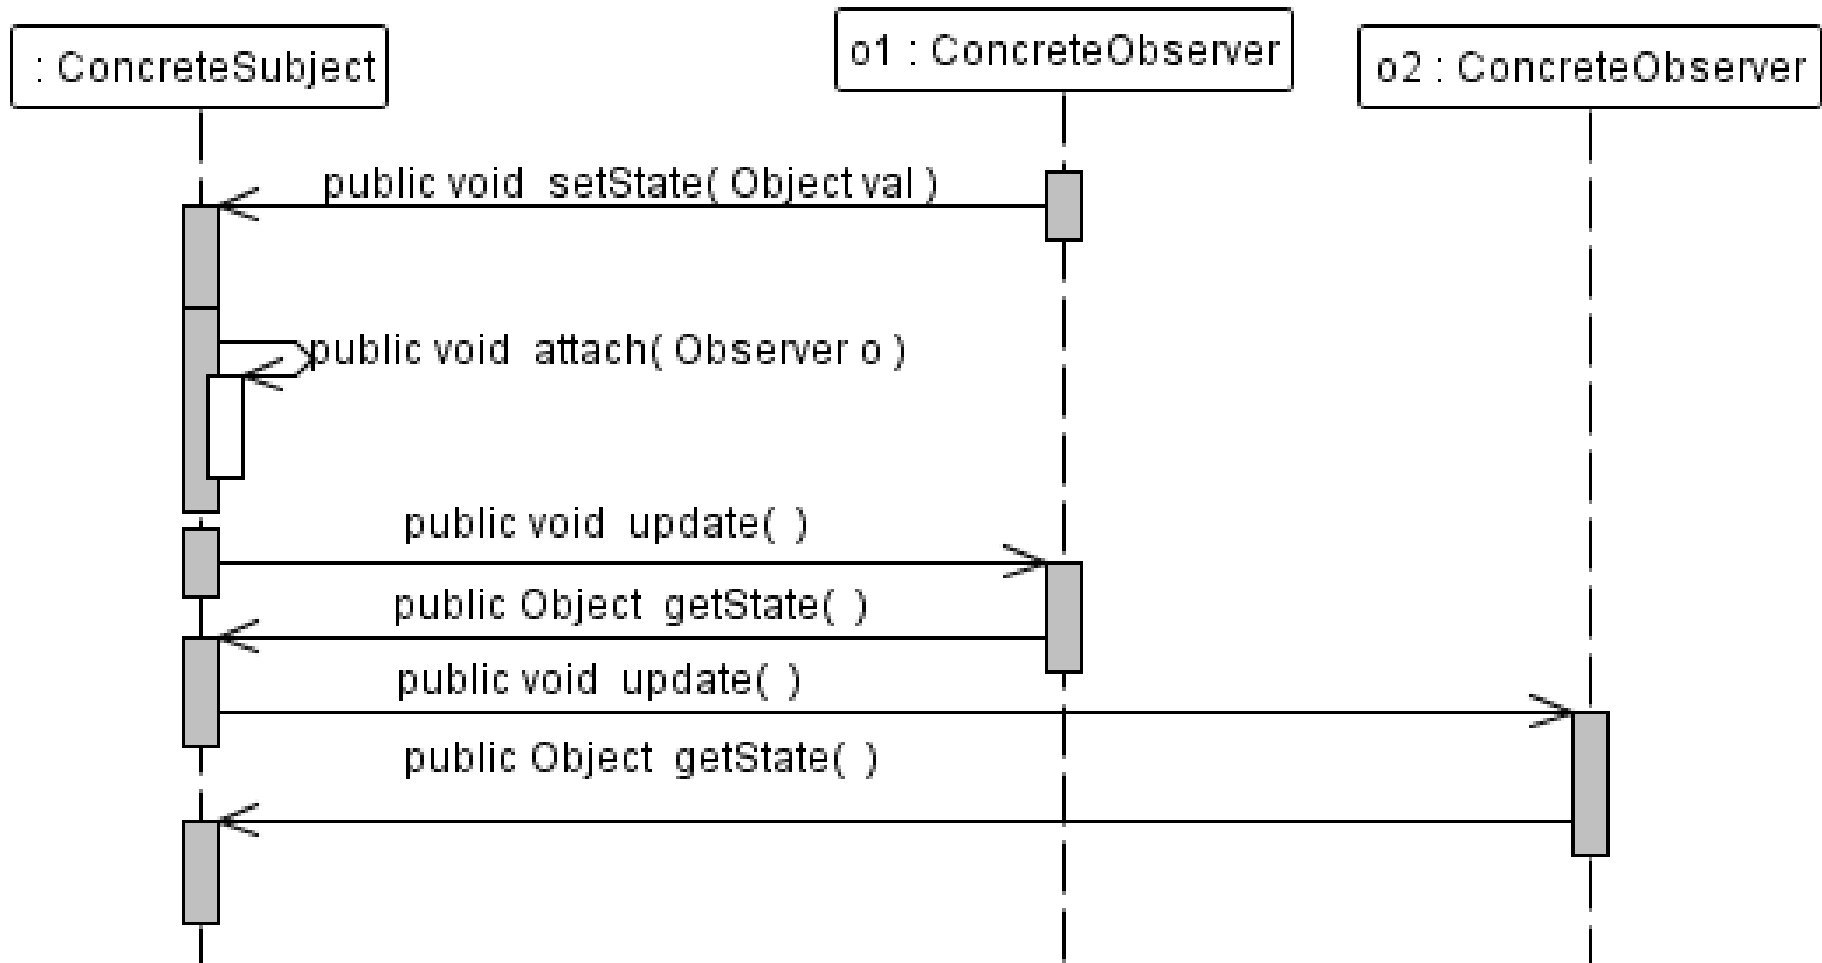 : ConcreteSubject
o1 : ConcreteObserver
o2 : ConcreteObserver
public void setState( Object val )
public void attach( Observer o )
public void update( )
public Object getState( )
public void update( )
public Object getState( )